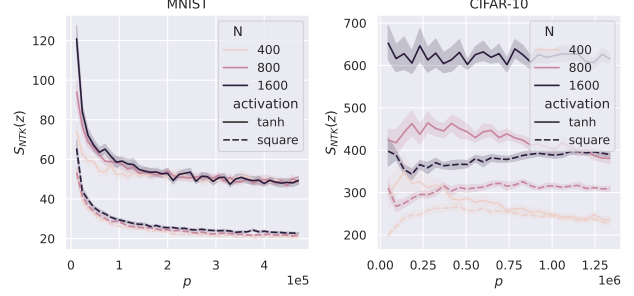 MNIST
S_NTK(z)
120
100
80
60
40
20
N
400
800
1600
activation
tanh
square
0
1
2
3
4
1e5
p
CIFAR-10
S_NTK(z)
700
600
500
400
300
200
N
400
800
1600
activation
tanh
square
0.00
0.25
0.50
0.75
1.00
1.25
1e6
p